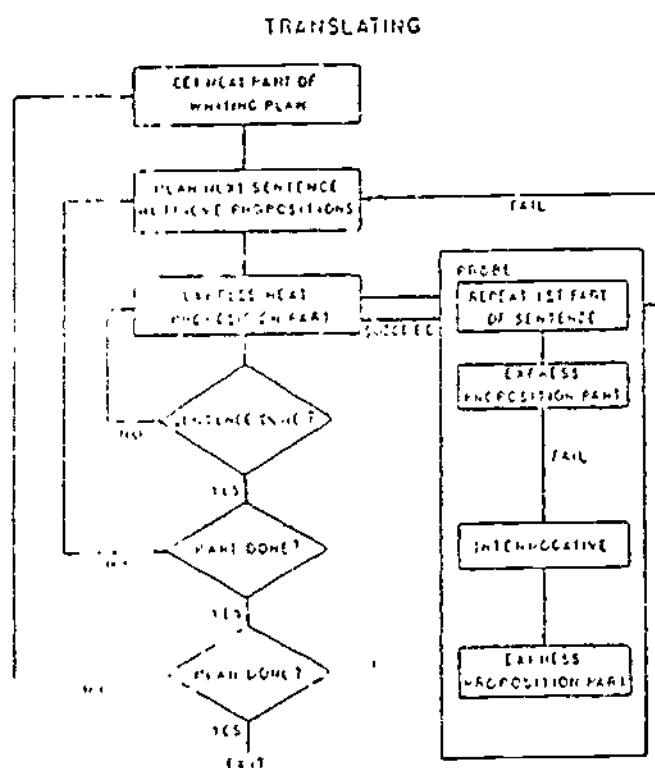 TRANSLATING
GET NEXT PART OF
WRITING PLAN
PLAN NEXT SENTENCE
RETRIEVE PROPOSITIONS
FAIL
PROBE
EXPRESS NEXT
PROPOSITION PART
REPEAT 1ST PART
OF SENTENCE
SUCCEED
EXPRESS
PROPOSITION PART
SENTENCE DONE?
NO
FAIL
YES
PART DONE?
INTERROGATIVE
NO
YES
PLAN DONE?
EXPRESS
PROPOSITION PART
NO
YES
EXIT